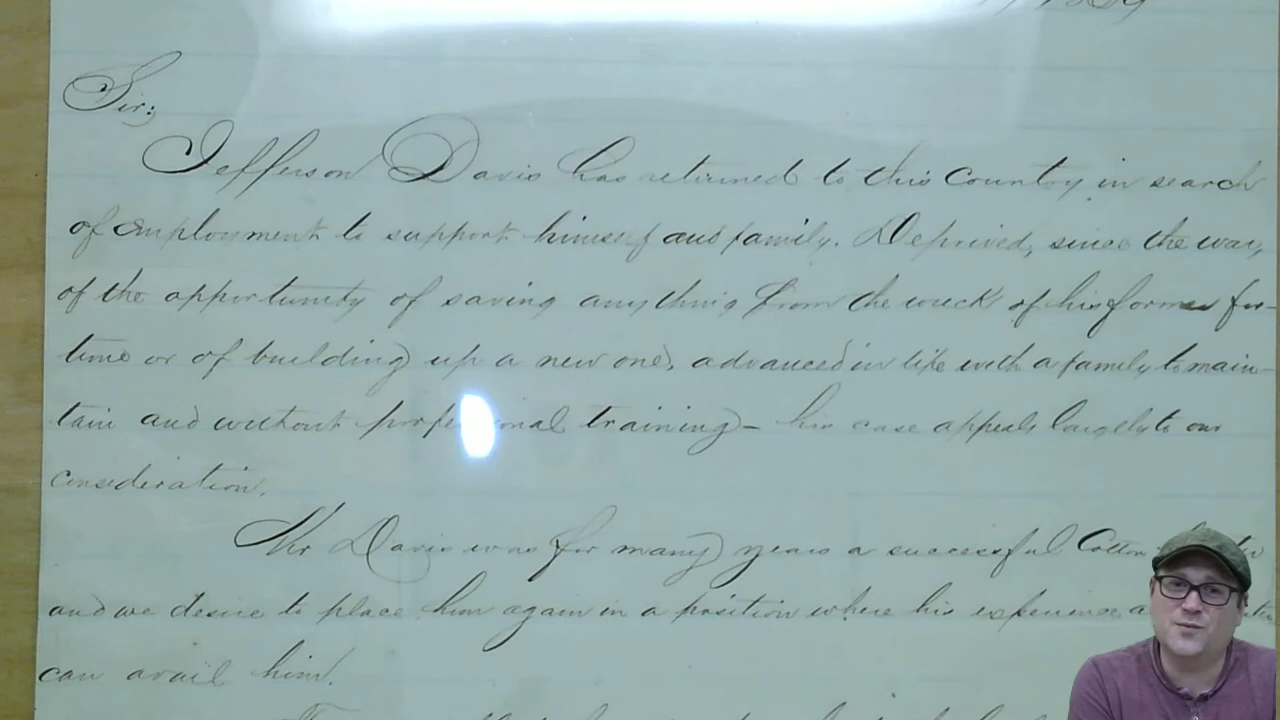 1869
Sir:
Jefferson Davis has returned to this Country in search
of employment to support himself and family. Deprived, since the war,
of the opportunity of saving anything from the wreck of his former for-
tune or of building up a new one, advanced in life with a family to main-
tain and without training - his case appeals largely to our
consideration.
Mr Davis was for many years a successful Cotton
and we desire to place him again in a position where his experience
can avail him.